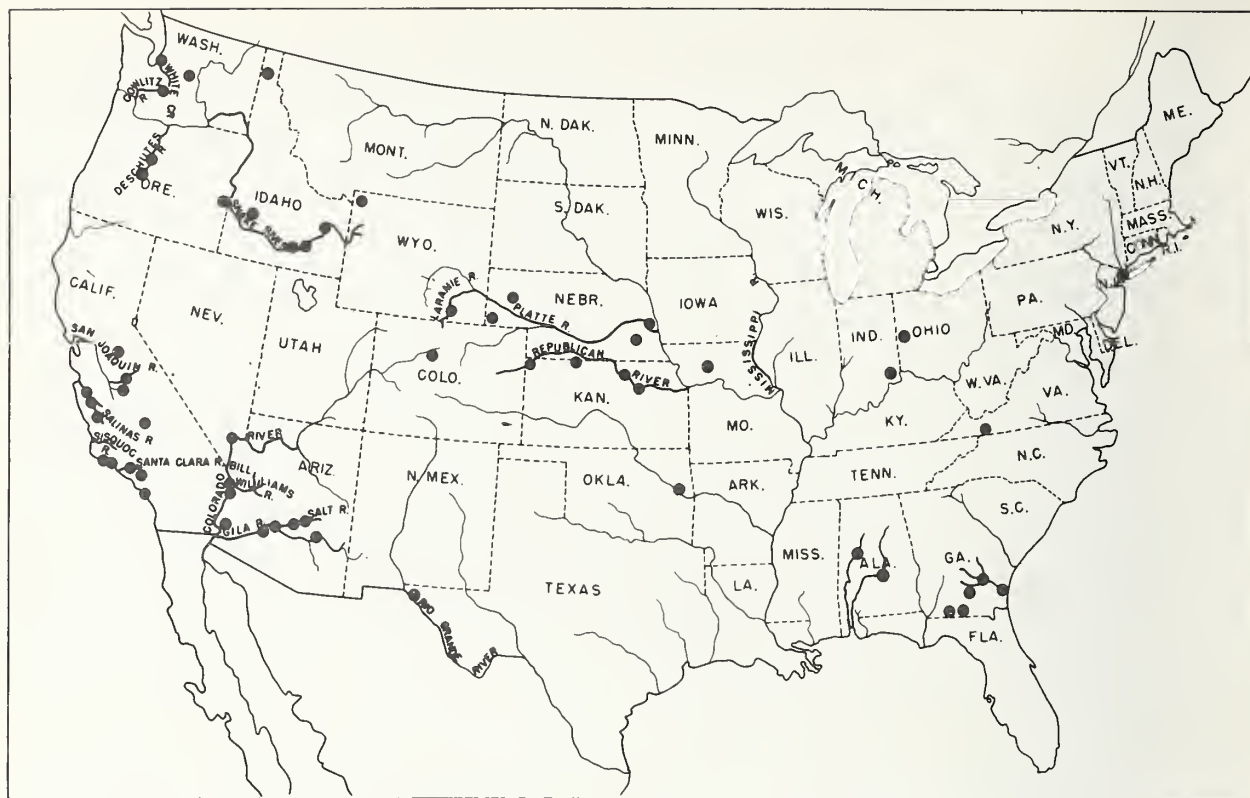 WASH.
WHITE
CR.
COWLITZ
R.
DESCHUTES
R.
ORE.
IDAHO
SNAKE RIVER
MONT.
N. DAK.
S. DAK.
MINN.
WIS.
MICH.
WYO.
LARAMIE R.
NEBR.
PLATTE R.
IOWA
MISSISSIPPI R
ILL.
IND.
OHIO
PA.
N.Y.
VT.
N.H.
ME.
MASS.
CONN.
R.I.
N.J.
MD.
DEL.
W.VA.
VA.
CALIF.
NEV.
UTAH
COLO.
REPUBLICAN
RIVER
KAN.
MO.
KY.
SAN
JOAQUIN R.
SALINAS R
SISQUOC
R.
SANTA CLARA R.
COLORADO
RIVER
BILL
WILLIAMS
R.
ARIZ.
GILA R.
SALT R.
N. MEX.
OKLA.
ARK.
TENN.
N.C.
S.C.
MISS.
ALA.
GA.
FLA.
LA.
TEXAS
RIO
GRANDE
RIVER